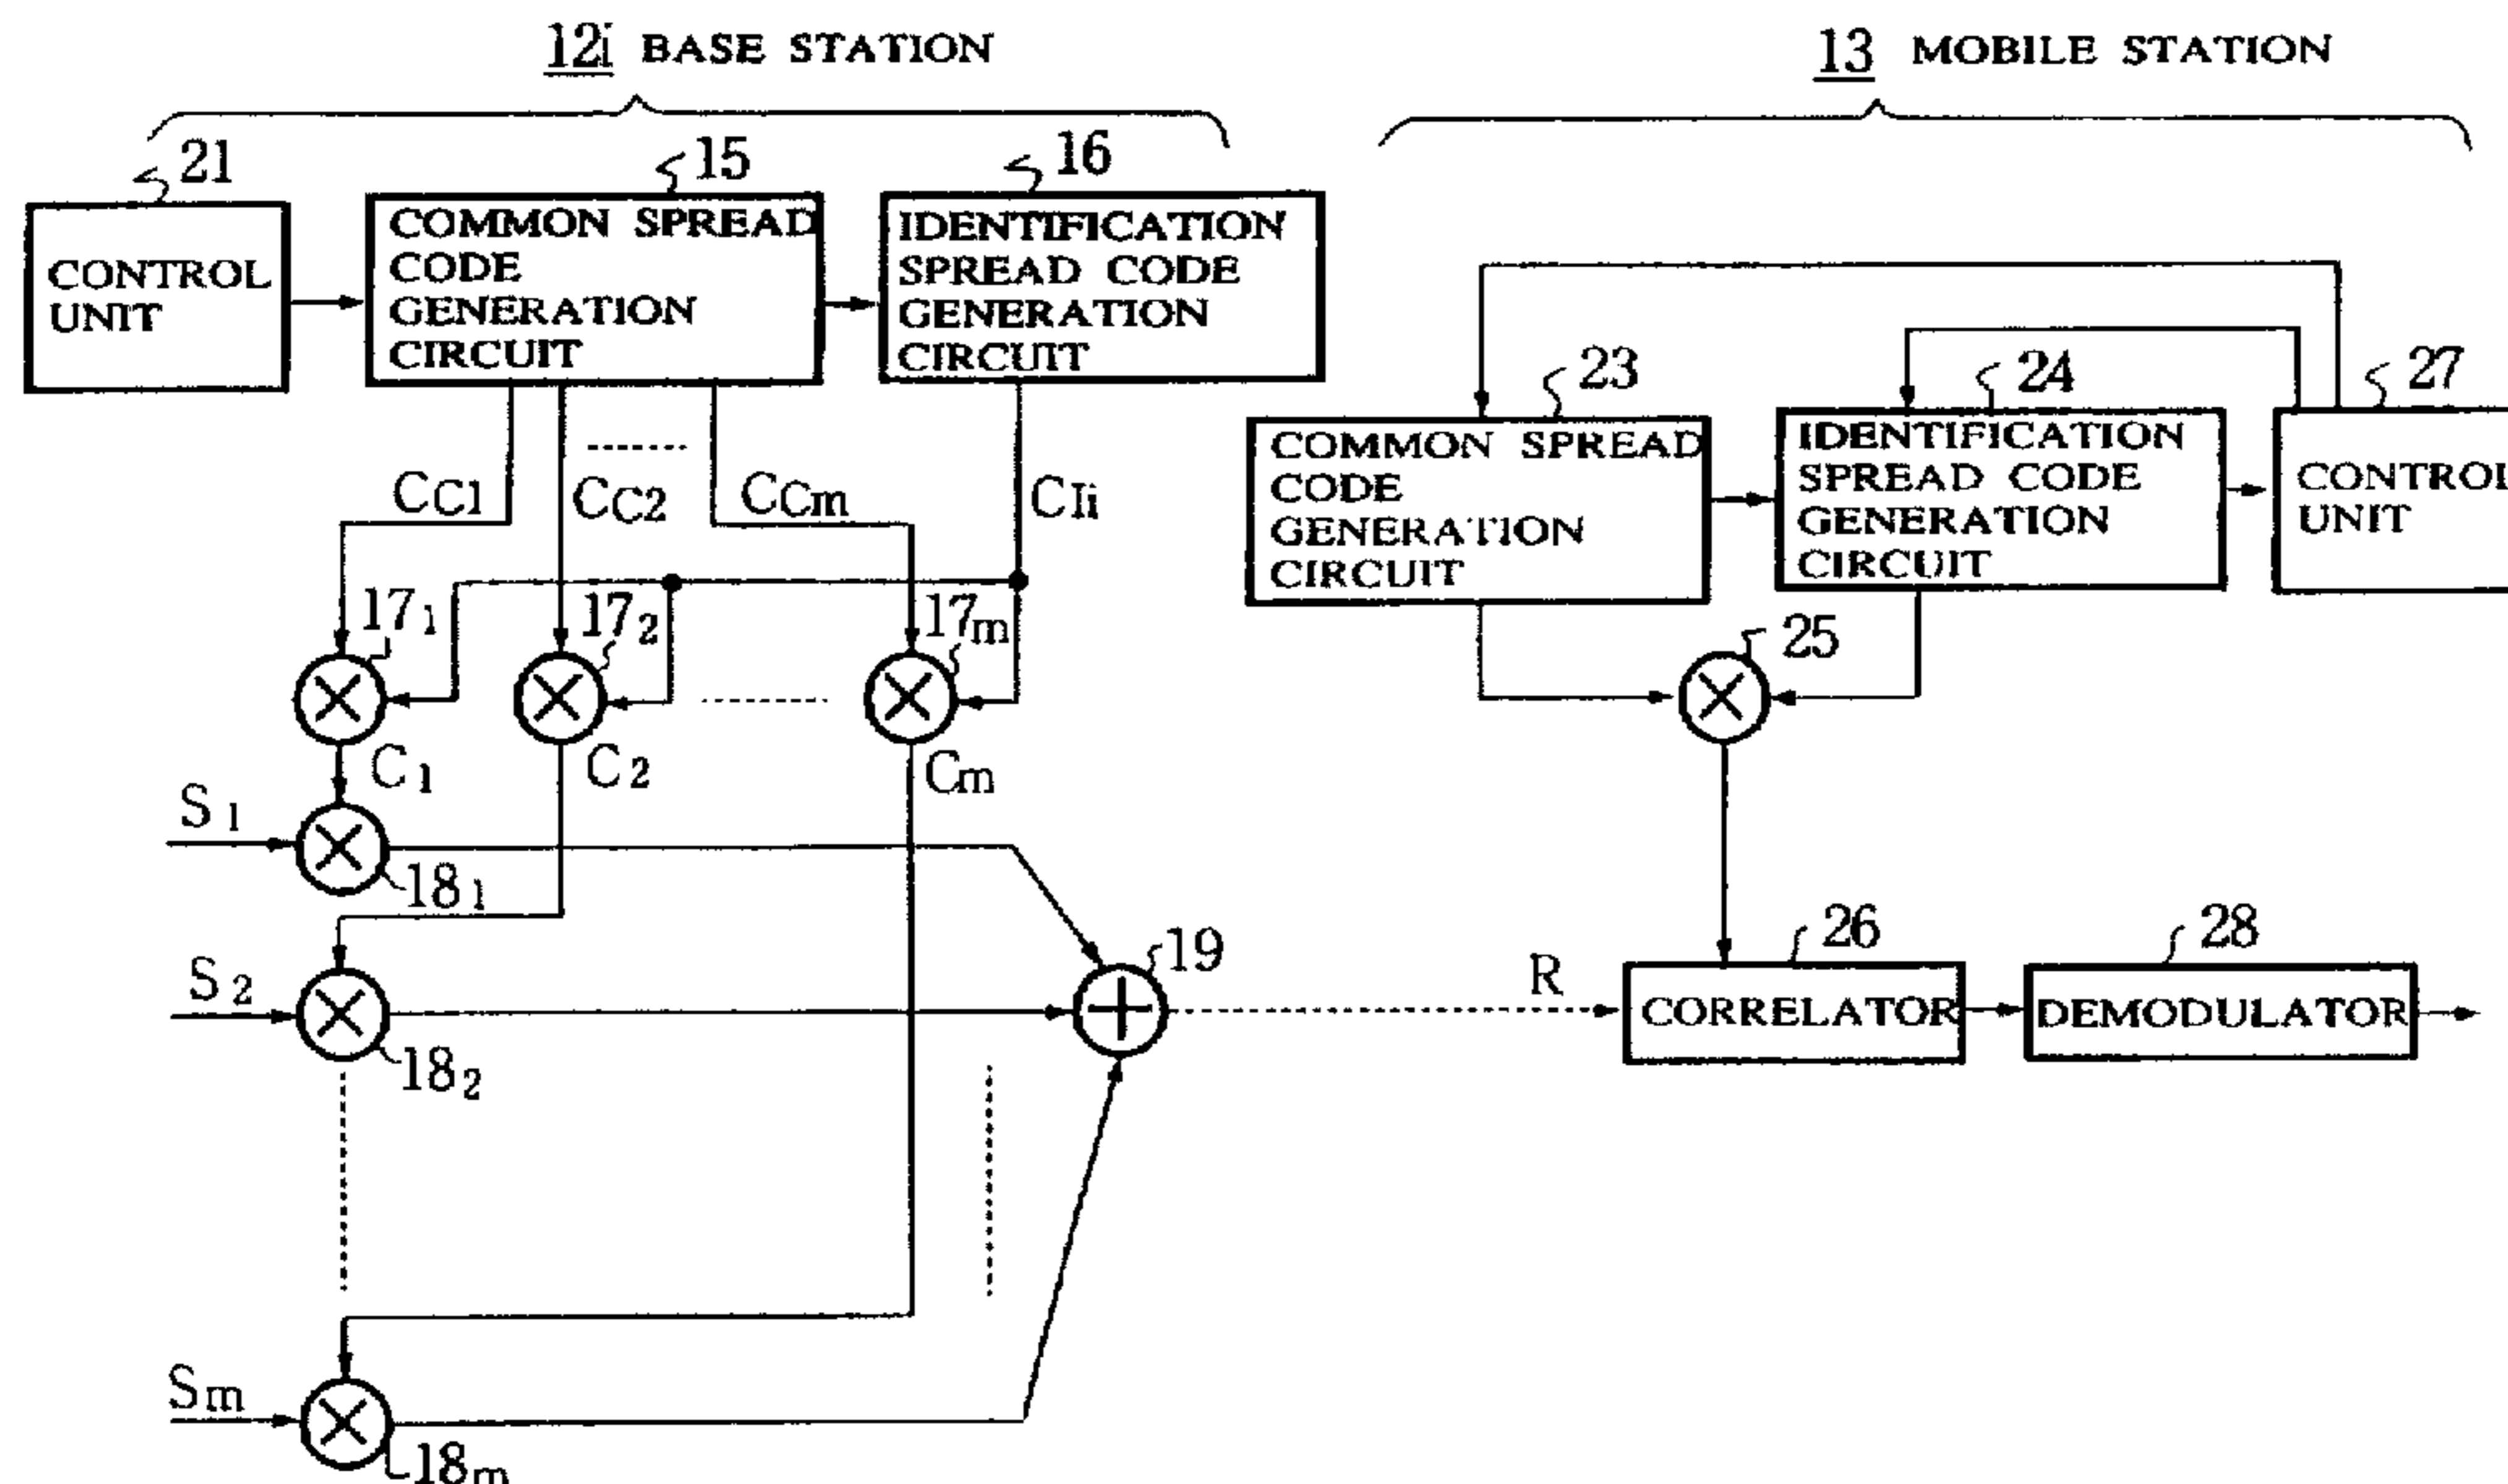 12i BASE STATION
13 MOBILE STATION
21
15
16
CONTROL
UNIT
COMMON SPREAD
CODE
GENERATION
CIRCUIT
IDENTIFICATION
SPREAD CODE
GENERATION
CIRCUIT
23
24
27
COMMON SPREAD
CODE
GENERATION
CIRCUIT
IDENTIFICATION
SPREAD CODE
GENERATION
CIRCUIT
CONTROL
UNIT
CC1
CC2
CCm
CIi
171
172
17m
25
C1
C2
Cm
S1
181
S2
182
19
R
26
28
CORRELATOR
DEMODULATOR
Sm
18m